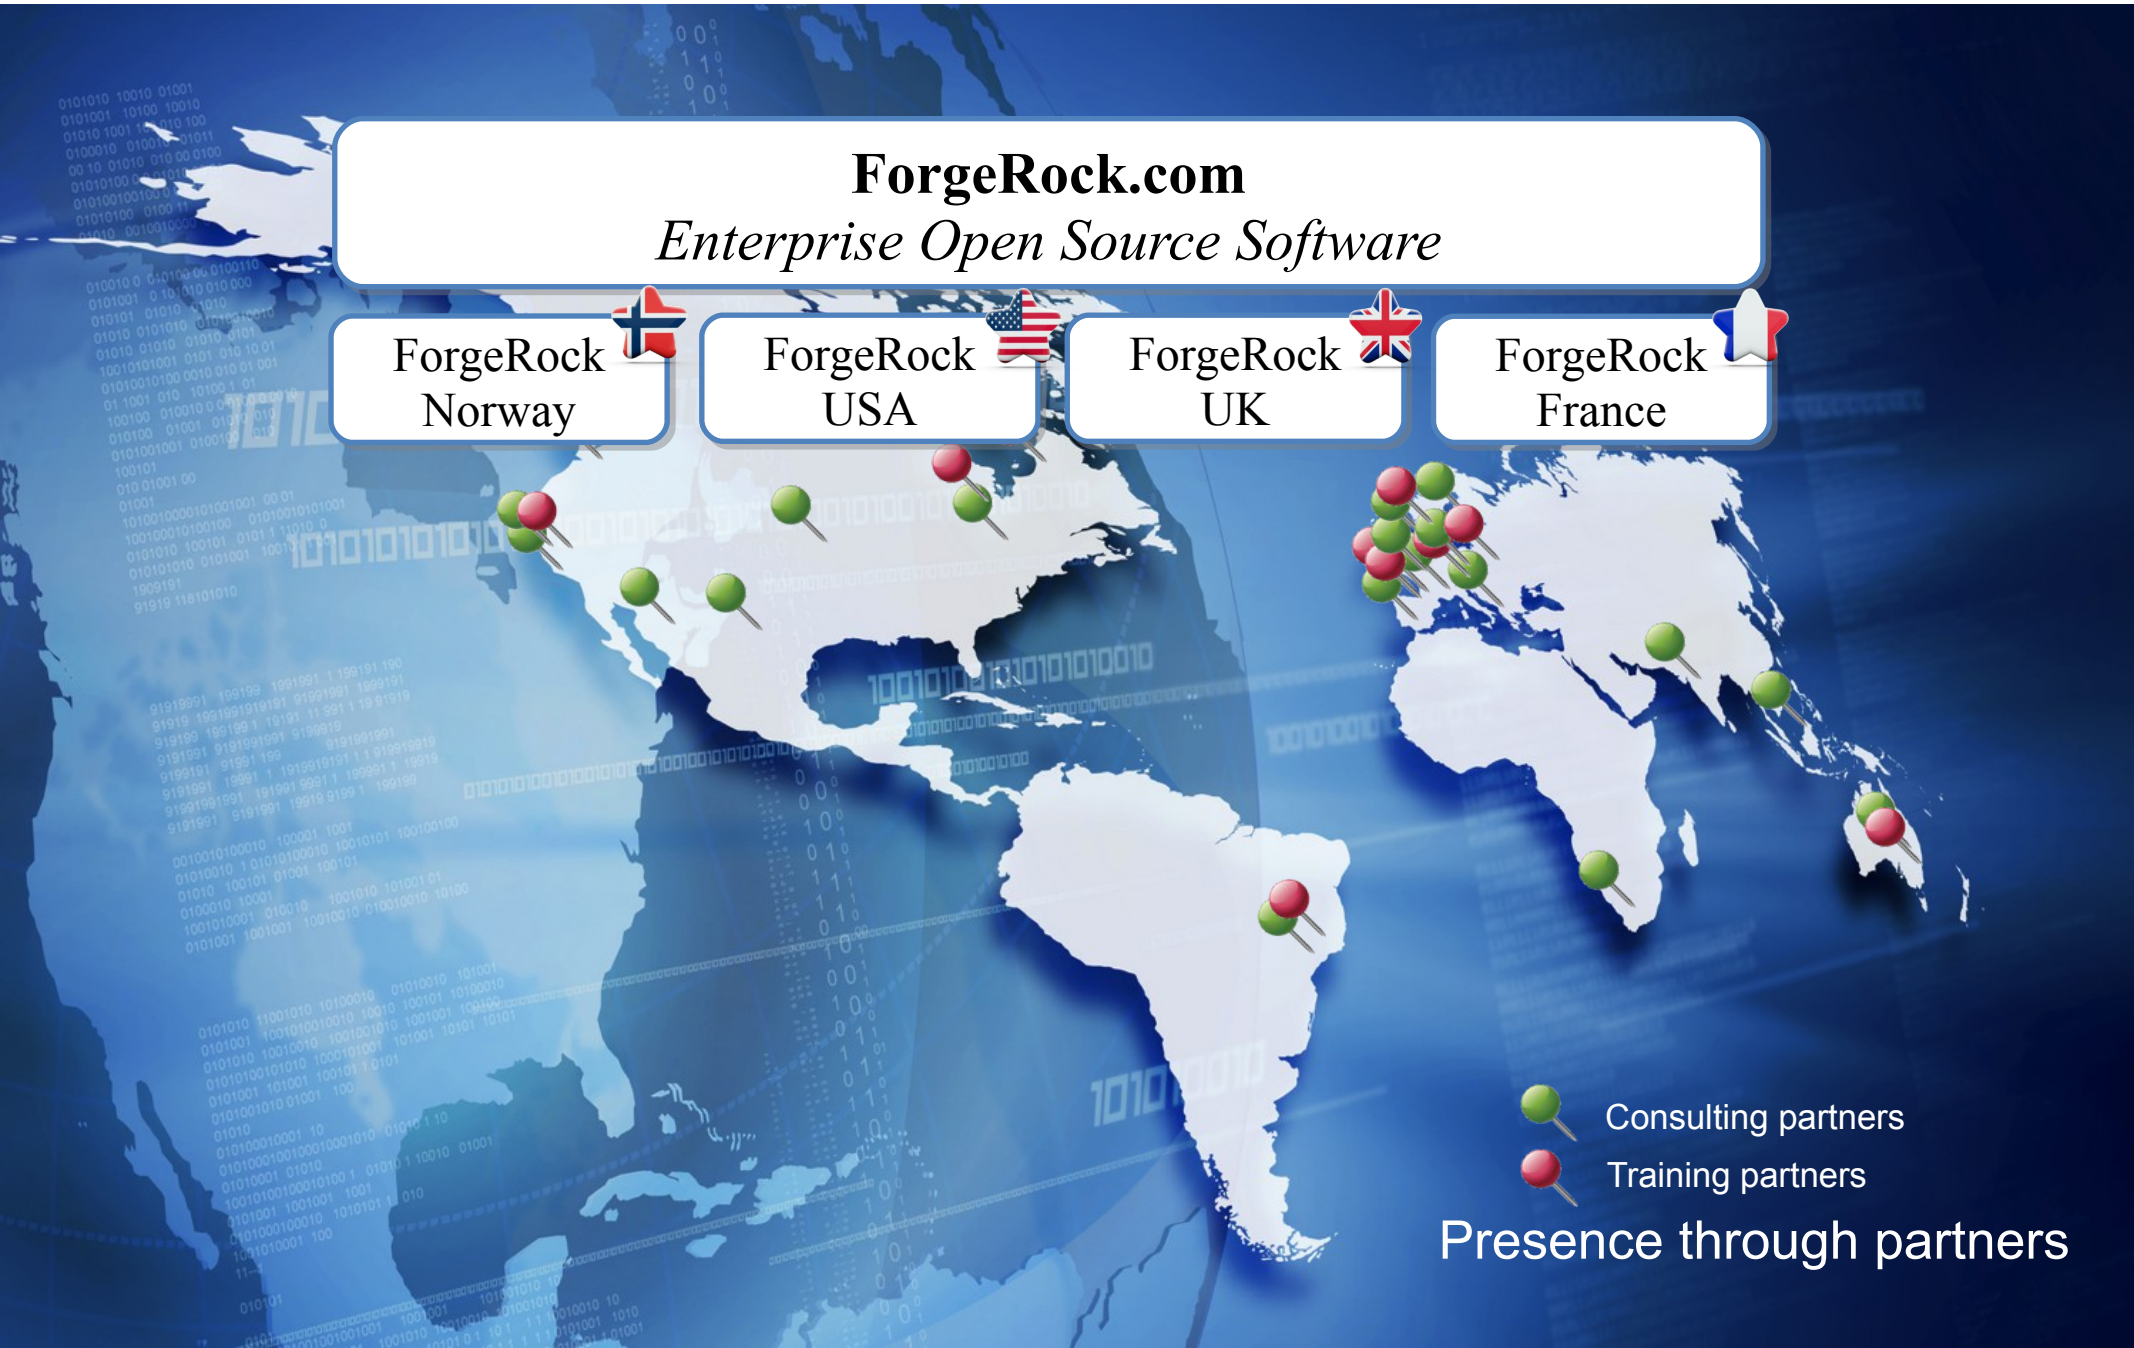 ForgeRock.com
Enterprise Open Source Software
ForgeRock
Norway
ForgeRock
USA
ForgeRock
UK
ForgeRock
France
Consulting partners
Training partners
Presence through partners